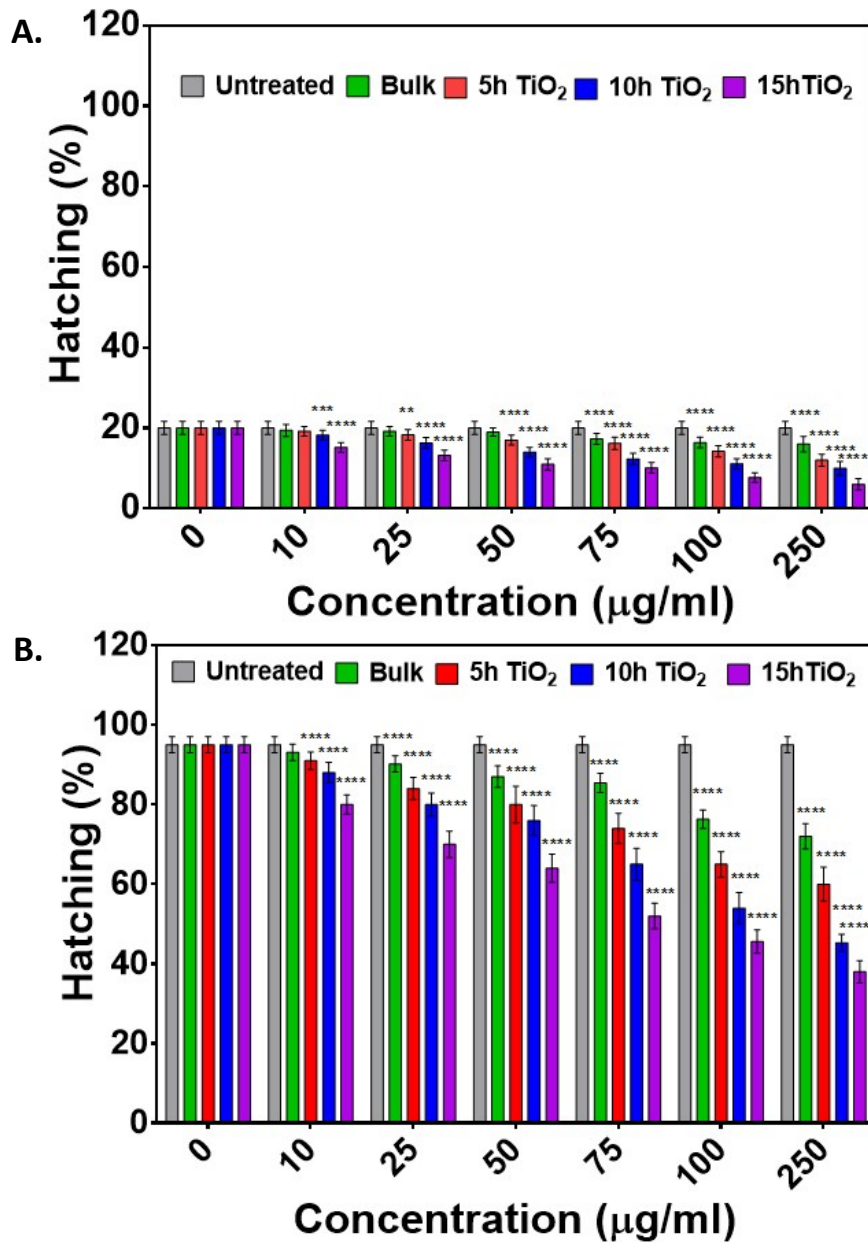 A.
120
100
80
60
40
20
0
Hatching (%)
Untreated Bulk 5h TiO₂ 10h TiO₂ 15hTiO₂
*** ****
** **** ****
**** **** ****
**** **** **** ****
**** **** **** ****
**** **** **** ****
0 10 25 50 75 100 250
Concentration (μg/ml)
B.
120
100
80
60
40
20
0
Hatching (%)
Untreated Bulk 5h TiO₂ 10h TiO₂ 15hTiO₂
**** **** ****
**** **** **** ****
**** **** **** ****
**** **** **** ****
**** **** **** ****
**** **** **** ****
0 10 25 50 75 100 250
Concentration (μg/ml)